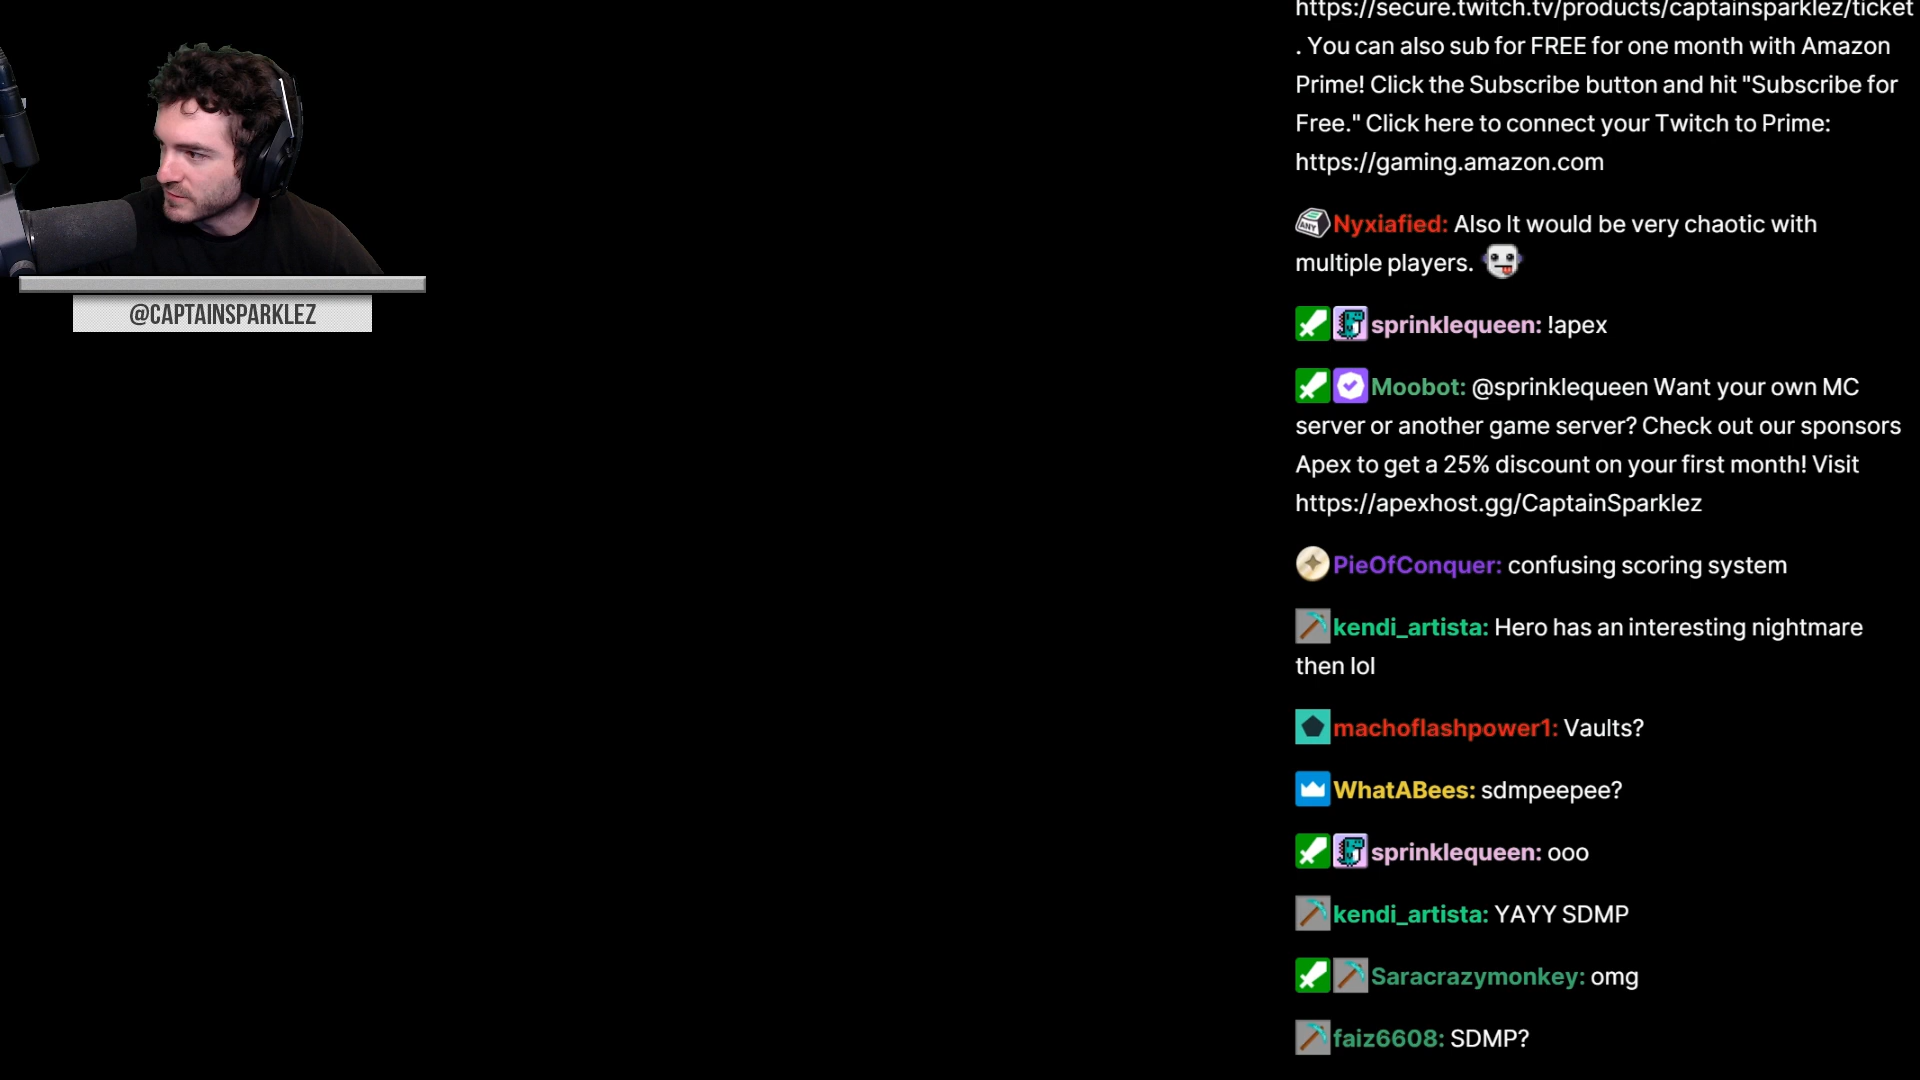 @CAPTAINSPARKLEZ
https://secure.twitch.tv/products/captainsparklez/ticket
. You can also sub for FREE for one month with Amazon
Prime! Click the Subscribe button and hit "Subscribe for
Free." Click here to connect your Twitch to Prime:
https://gaming.amazon.com
ANY Nyxiafied: Also It would be very chaotic with
multiple players.
sprinklequeen: !apex
Moobot: @sprinklequeen Want your own MC
server or another game server? Check out our sponsors
Apex to get a 25% discount on your first month! Visit
https://apexhost.gg/CaptainSparklez
PieOfConquer: confusing scoring system
kendi_artista: Hero has an interesting nightmare
then lol
machoflashpower1: Vaults?
WhatABees: sdmpeepee?
sprinklequeen: ooo
kendi_artista: YAYY SDMP
Saracrazymonkey: omg
faiz6608: SDMP?